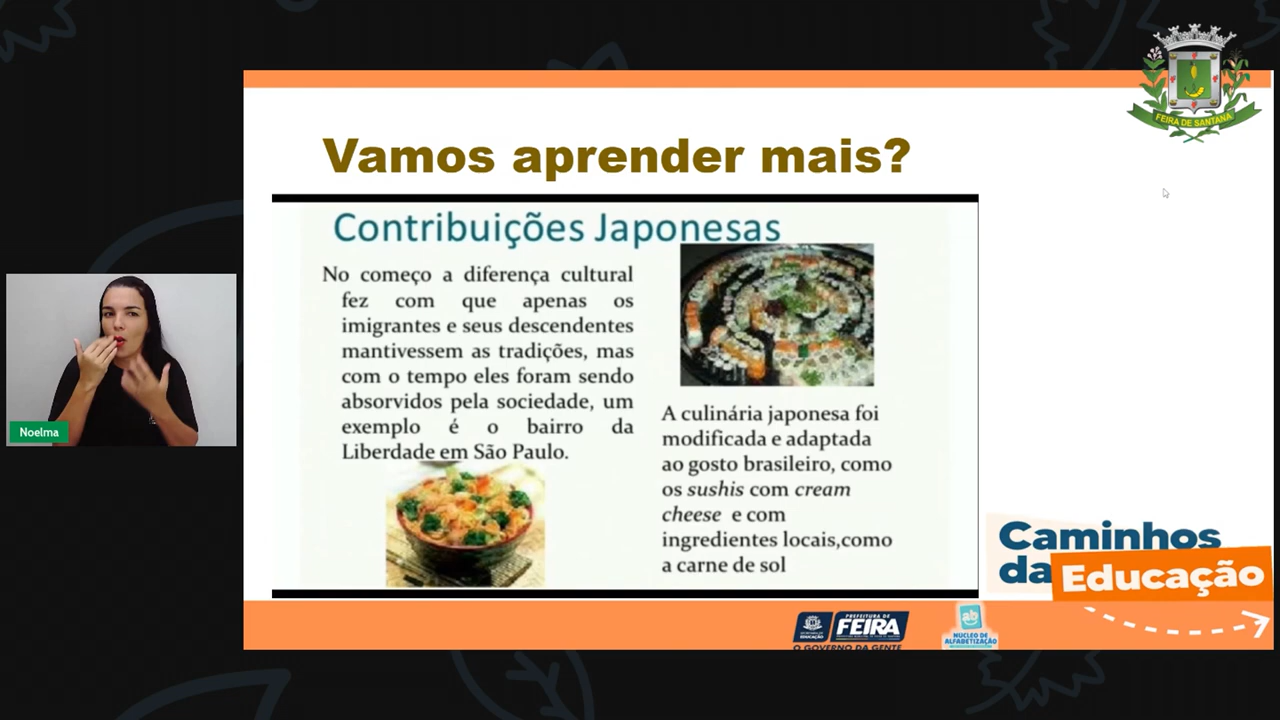 FEIRA DE SANTANA
Vamos aprender mais?
Contribuições Japonesas
No começo a diferença cultural
fez com que apenas os
imigrantes e seus descendentes
mantivessem as tradições, mas
com o tempo eles foram sendo
absorvidos pela sociedade, um
exemplo é o bairro da
Liberdade em São Paulo.
A culinária japonesa foi
modificada e adaptada
ao gosto brasileiro, como
os sushis com cream
cheese e com
ingredientes locais,como
a carne de sol
Noelma
Caminhos
da Educação
EDUCAÇÃO
PREFEITURA DE
FEIRA
O GOVERNO DA GENTE
ab
NÚCLEO DE
ALFABETIZAÇÃO